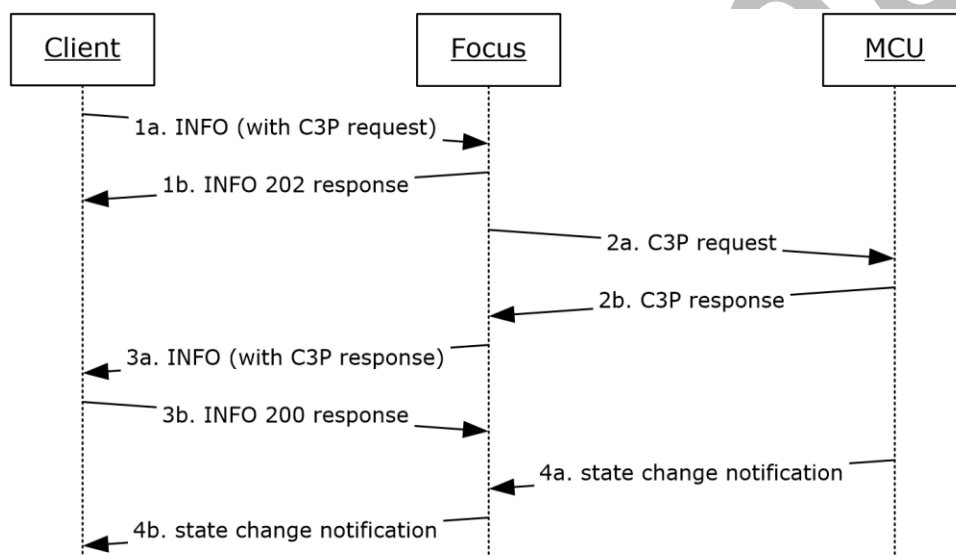 Client
Focus
MCU
1a. INFO (with C3P request)
1b. INFO 202 response
2a. C3P request
2b. C3P response
3a. INFO (with C3P response)
3b. INFO 200 response
4a. state change notification
4b. state change notification